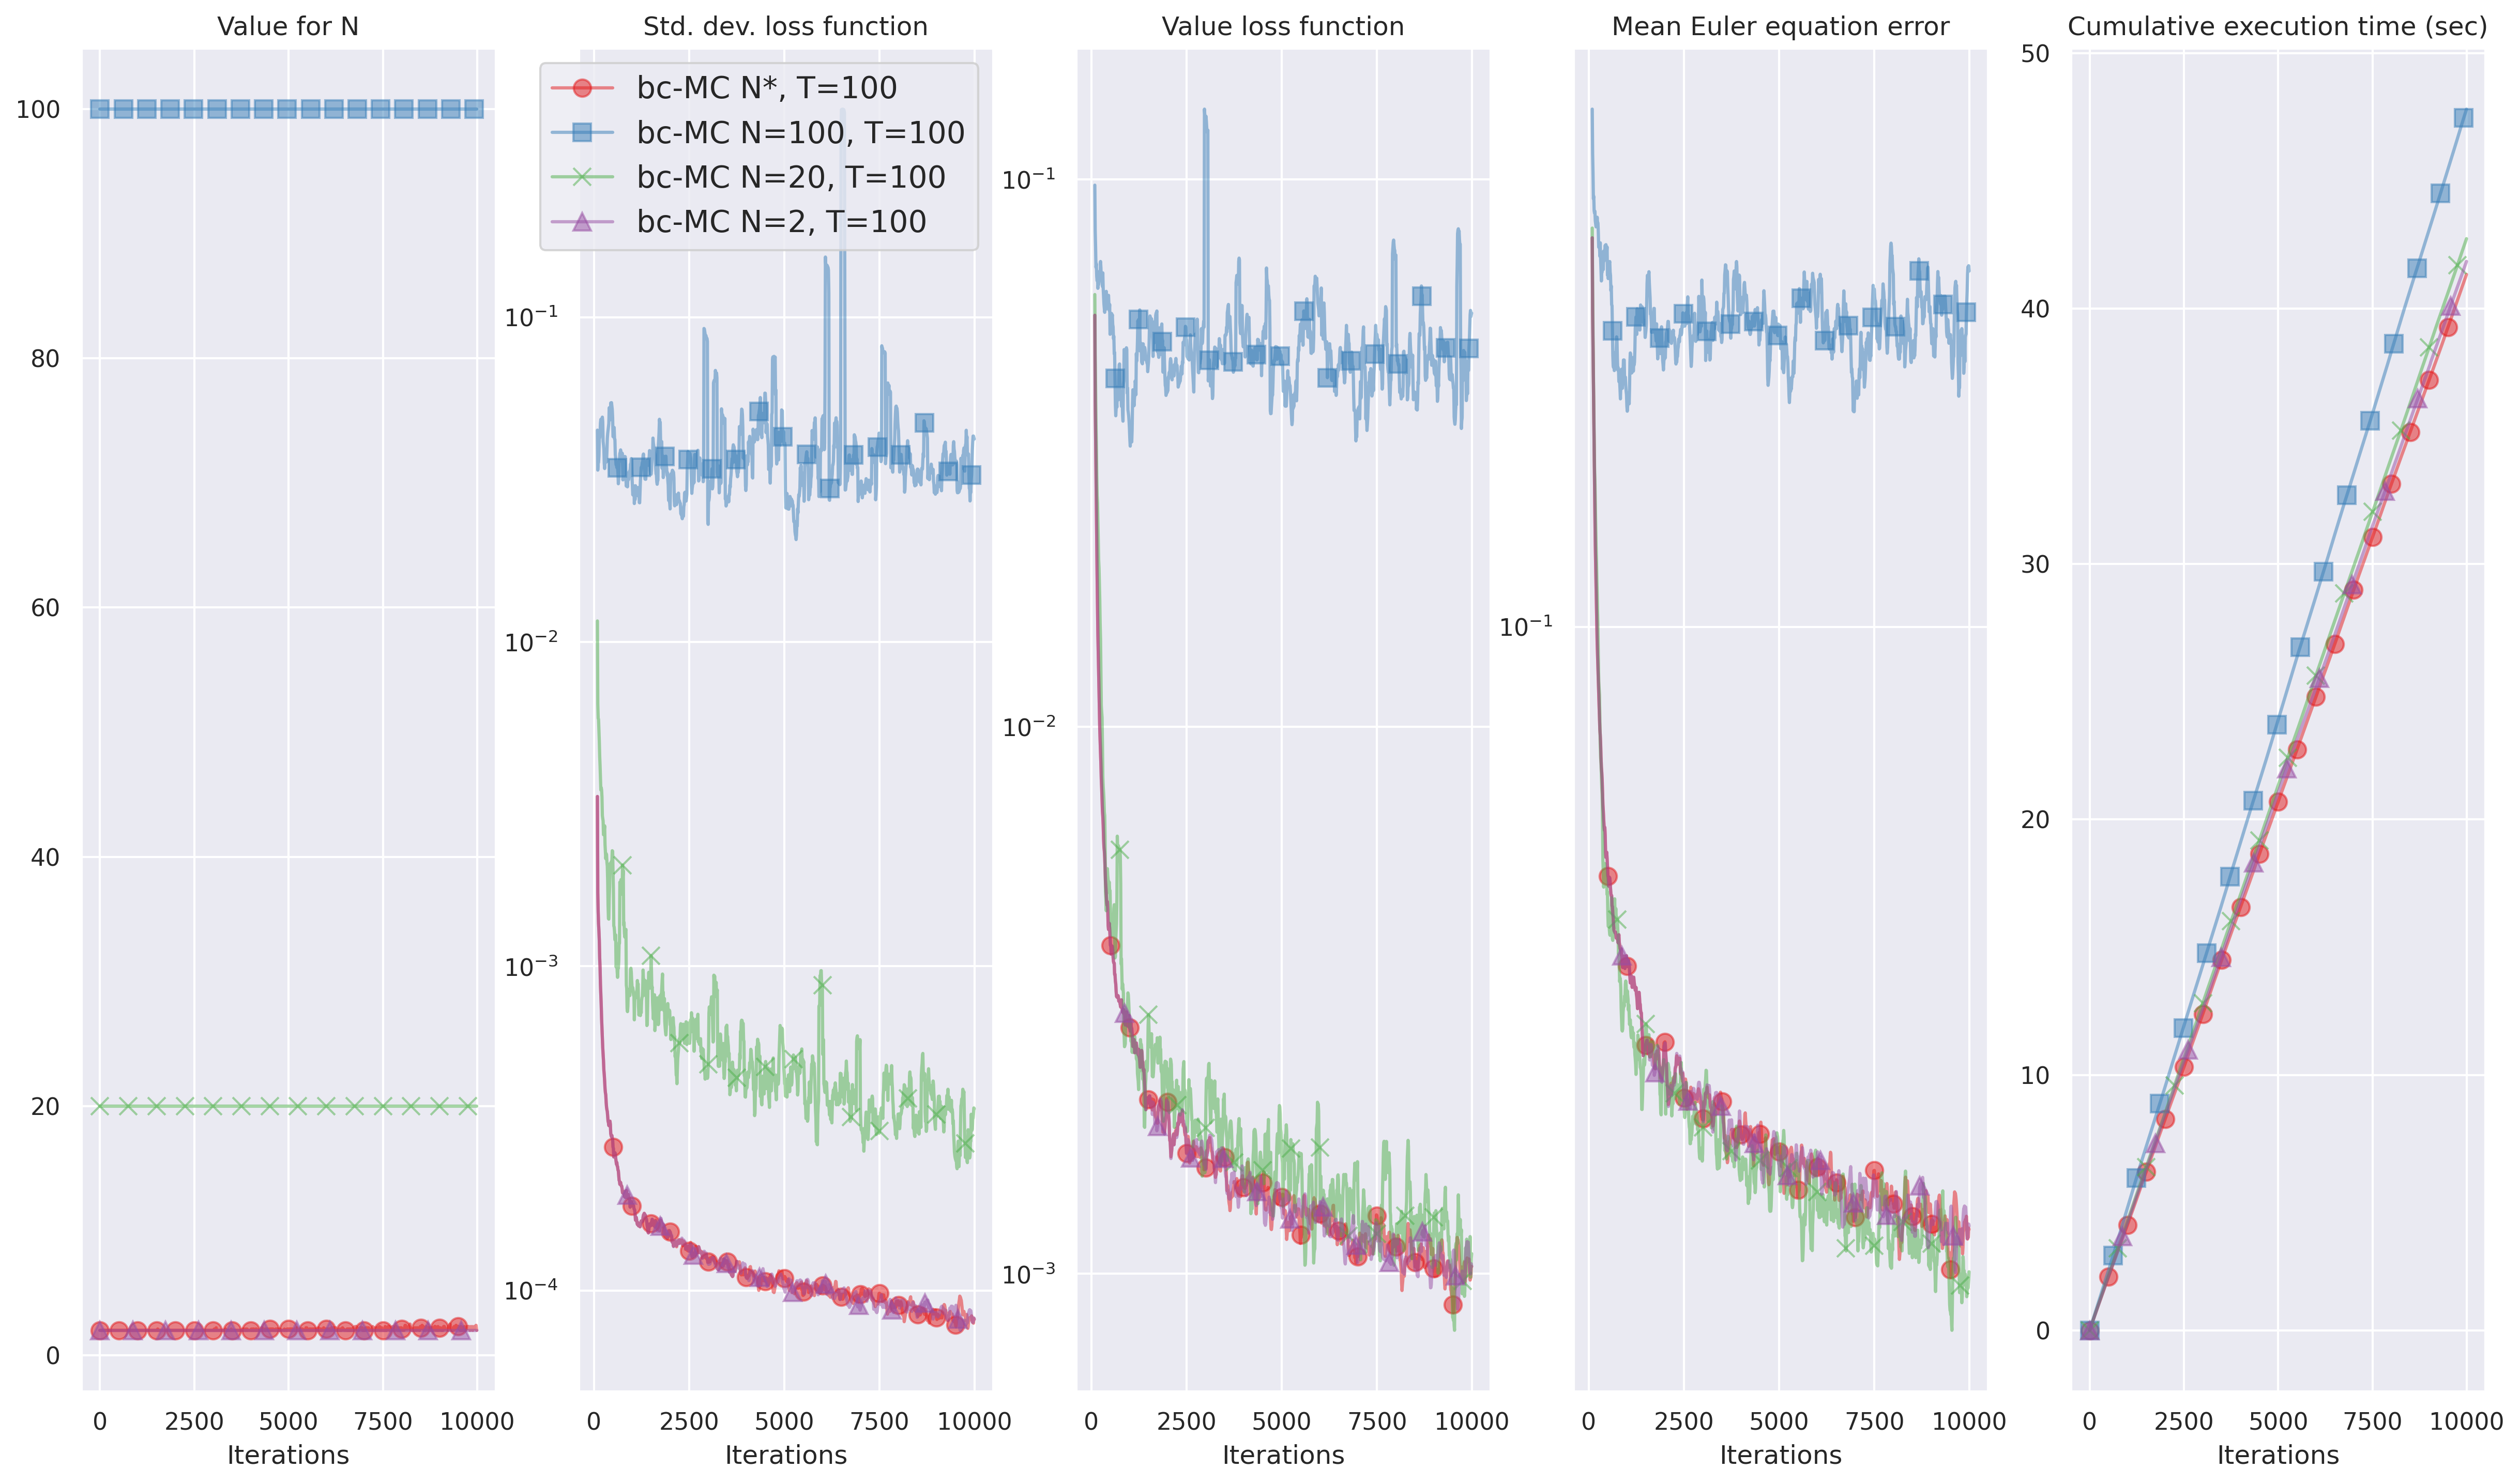 Value for N
Std. dev. loss function
Value loss function
Mean Euler equation error
Cumulative execution time (sec)
bc-MC N*, T=100
bc-MC N=100, T=100
bc-MC N=20, T=100
bc-MC N=2, T=100
100
80
60
40
20
0
0 2500 5000 7500 10000
Iterations
10⁻¹
10⁻²
10⁻³
10⁻⁴
0 2500 5000 7500 10000
Iterations
10⁻¹
10⁻²
10⁻³
0 2500 5000 7500 10000
Iterations
10⁻¹
0 2500 5000 7500 10000
Iterations
50
40
30
20
10
0
0 2500 5000 7500 10000
Iterations